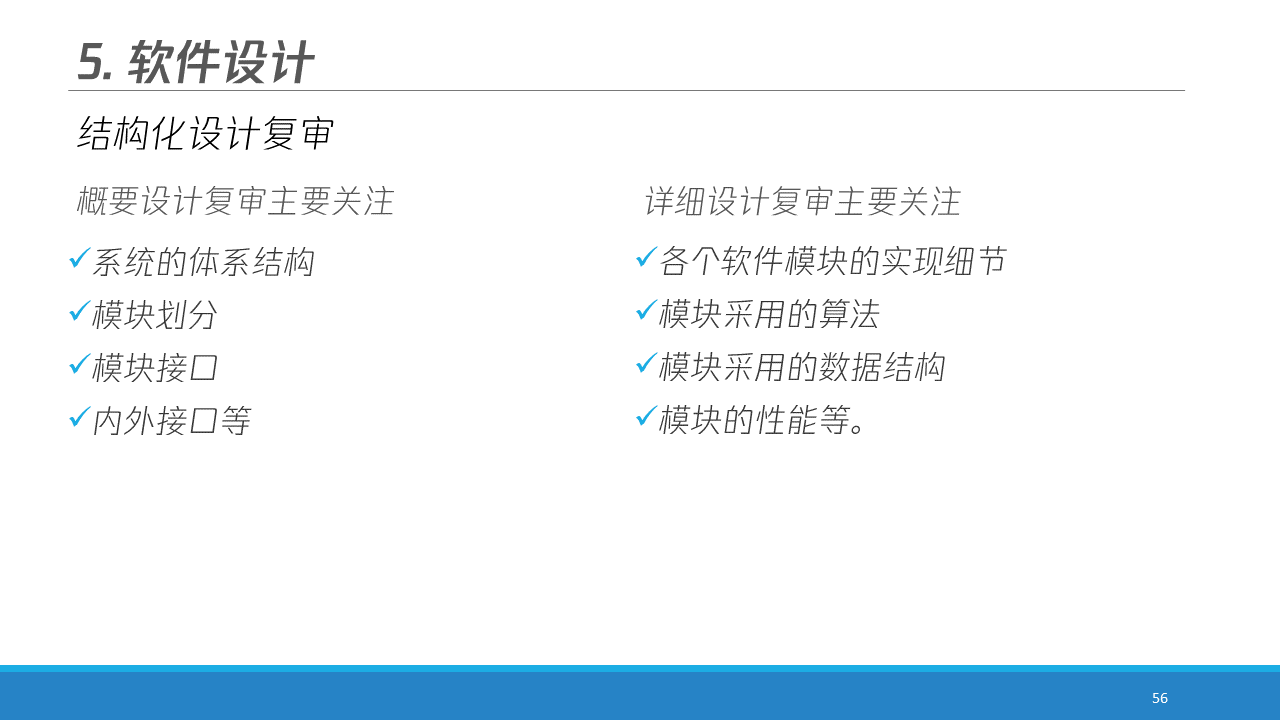 5. 软件设计
结构化设计复审
概要设计复审主要关注
系统的体系结构
模块划分
模块接口
内外接口等
详细设计复审主要关注
各个软件模块的实现细节
模块采用的算法
模块采用的数据结构
模块的性能等。
56